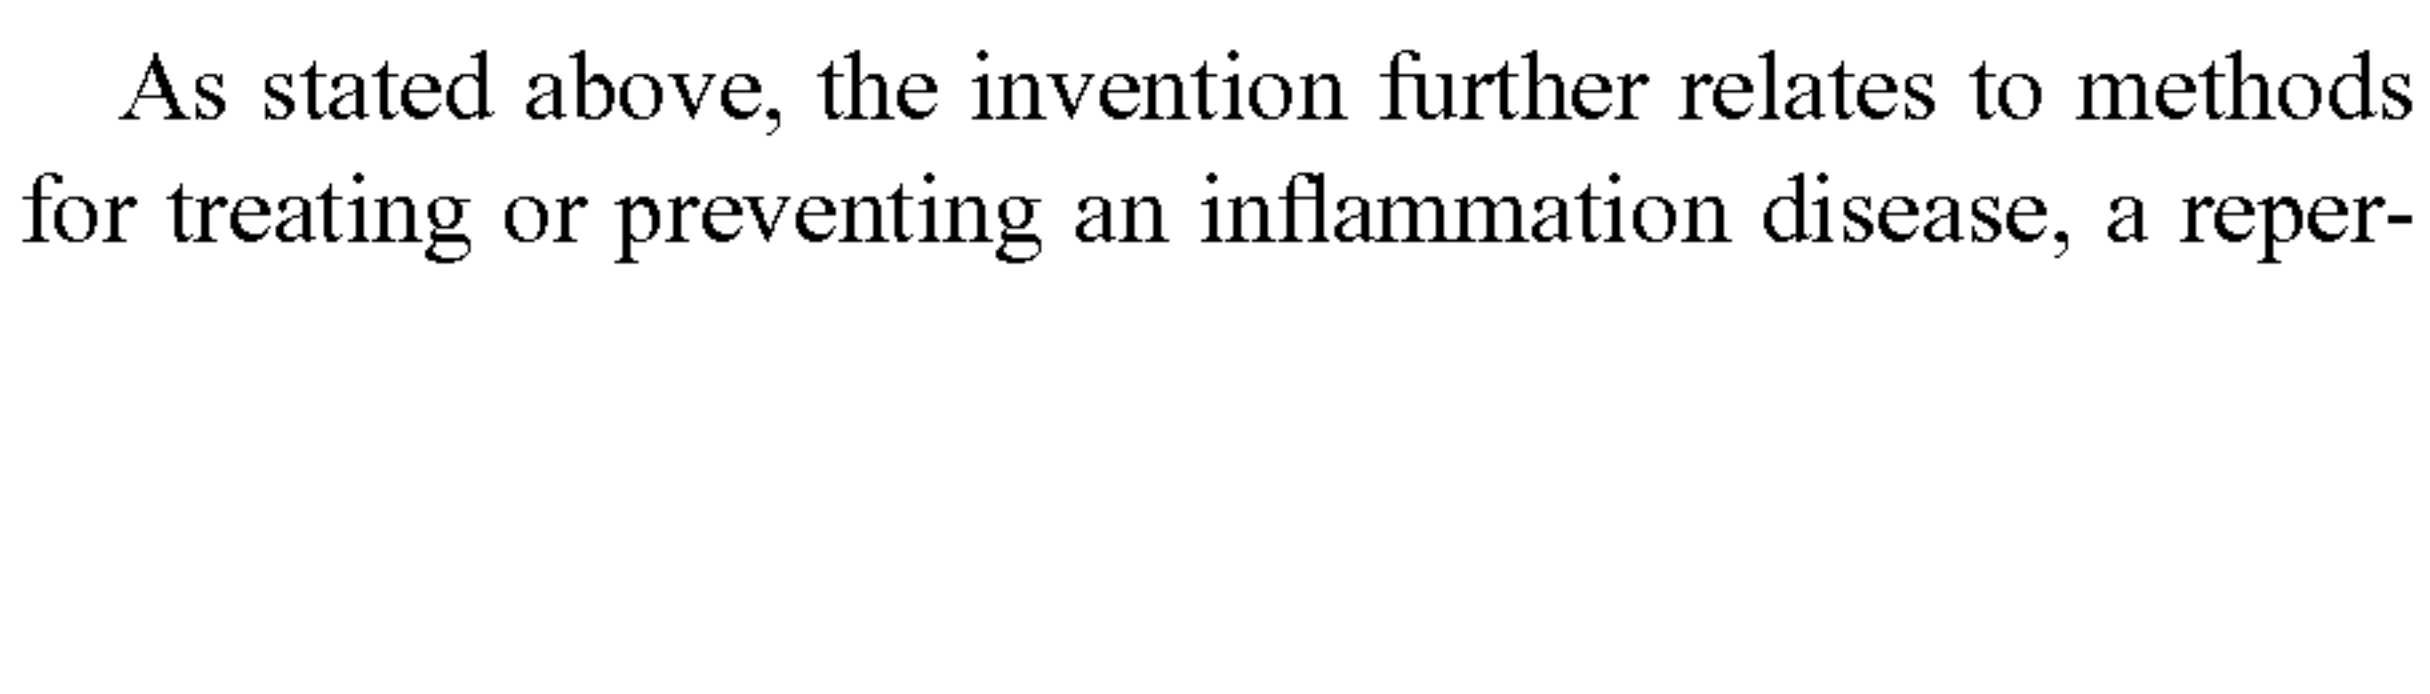 As stated above, the invention further relates to methods
for treating or preventing an inflammation disease, a reper-